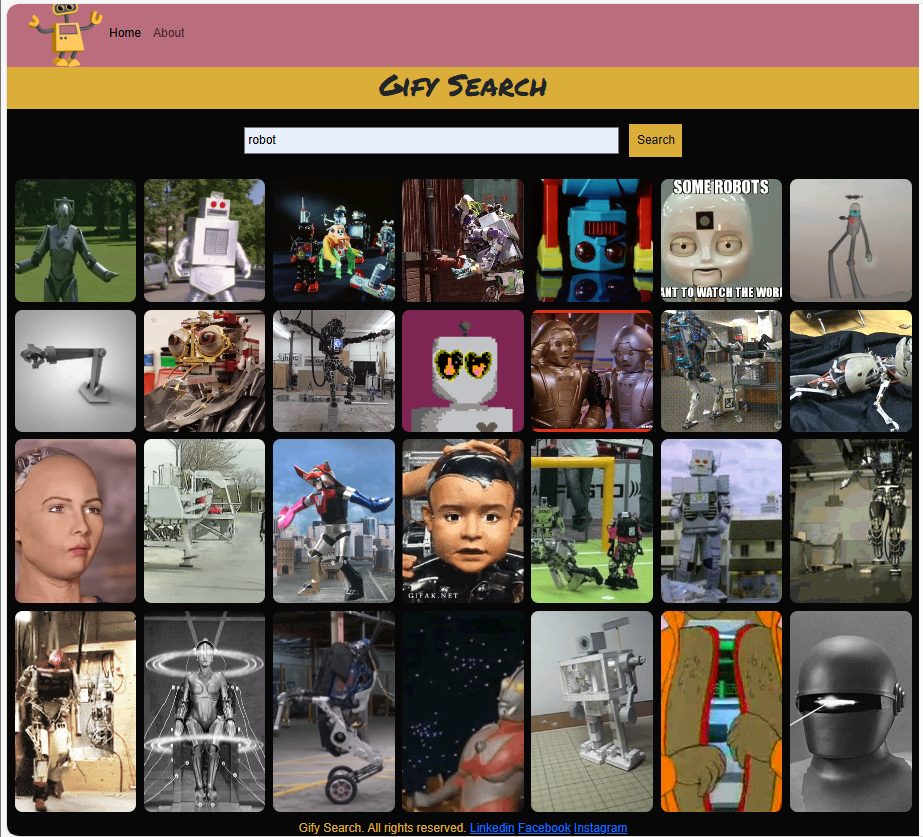 Home About
Gify Search
robot
Search
SOME ROBOTS
ANT TO WATCH THE WOR
GIFAK.NET
Gify Search. All rights reserved. Linkedin Facebook Instagram